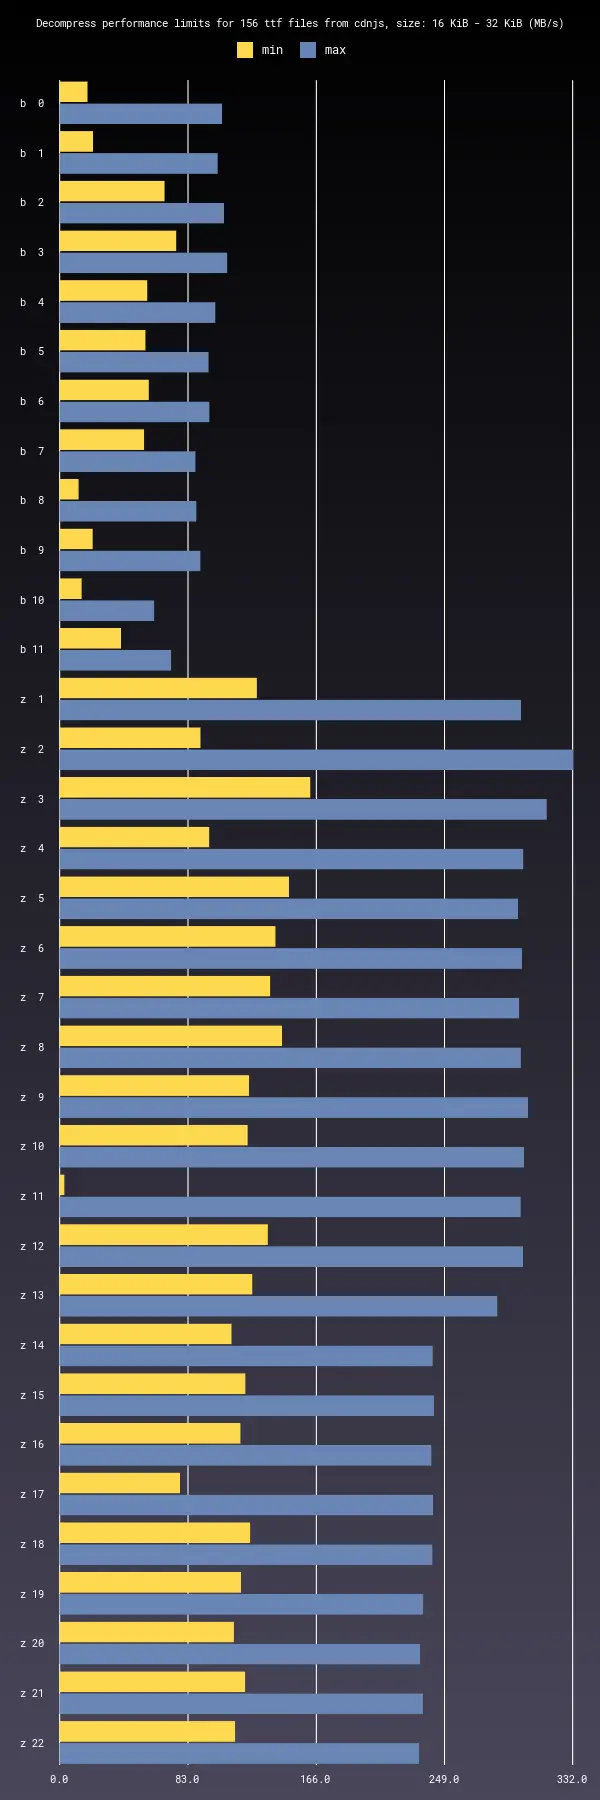 Decompress performance limits for 156 ttf files from cdnjs, size: 16 KiB - 32 KiB (MB/s)
min max
b 0
b 1
b 2
b 3
b 4
b 5
b 6
b 7
b 8
b 9
b 10
b 11
z 1
z 2
z 3
z 4
z 5
z 6
z 7
z 8
z 9
z 10
z 11
z 12
z 13
z 14
z 15
z 16
z 17
z 18
z 19
z 20
z 21
z 22
0.0 83.0 166.0 249.0 332.0